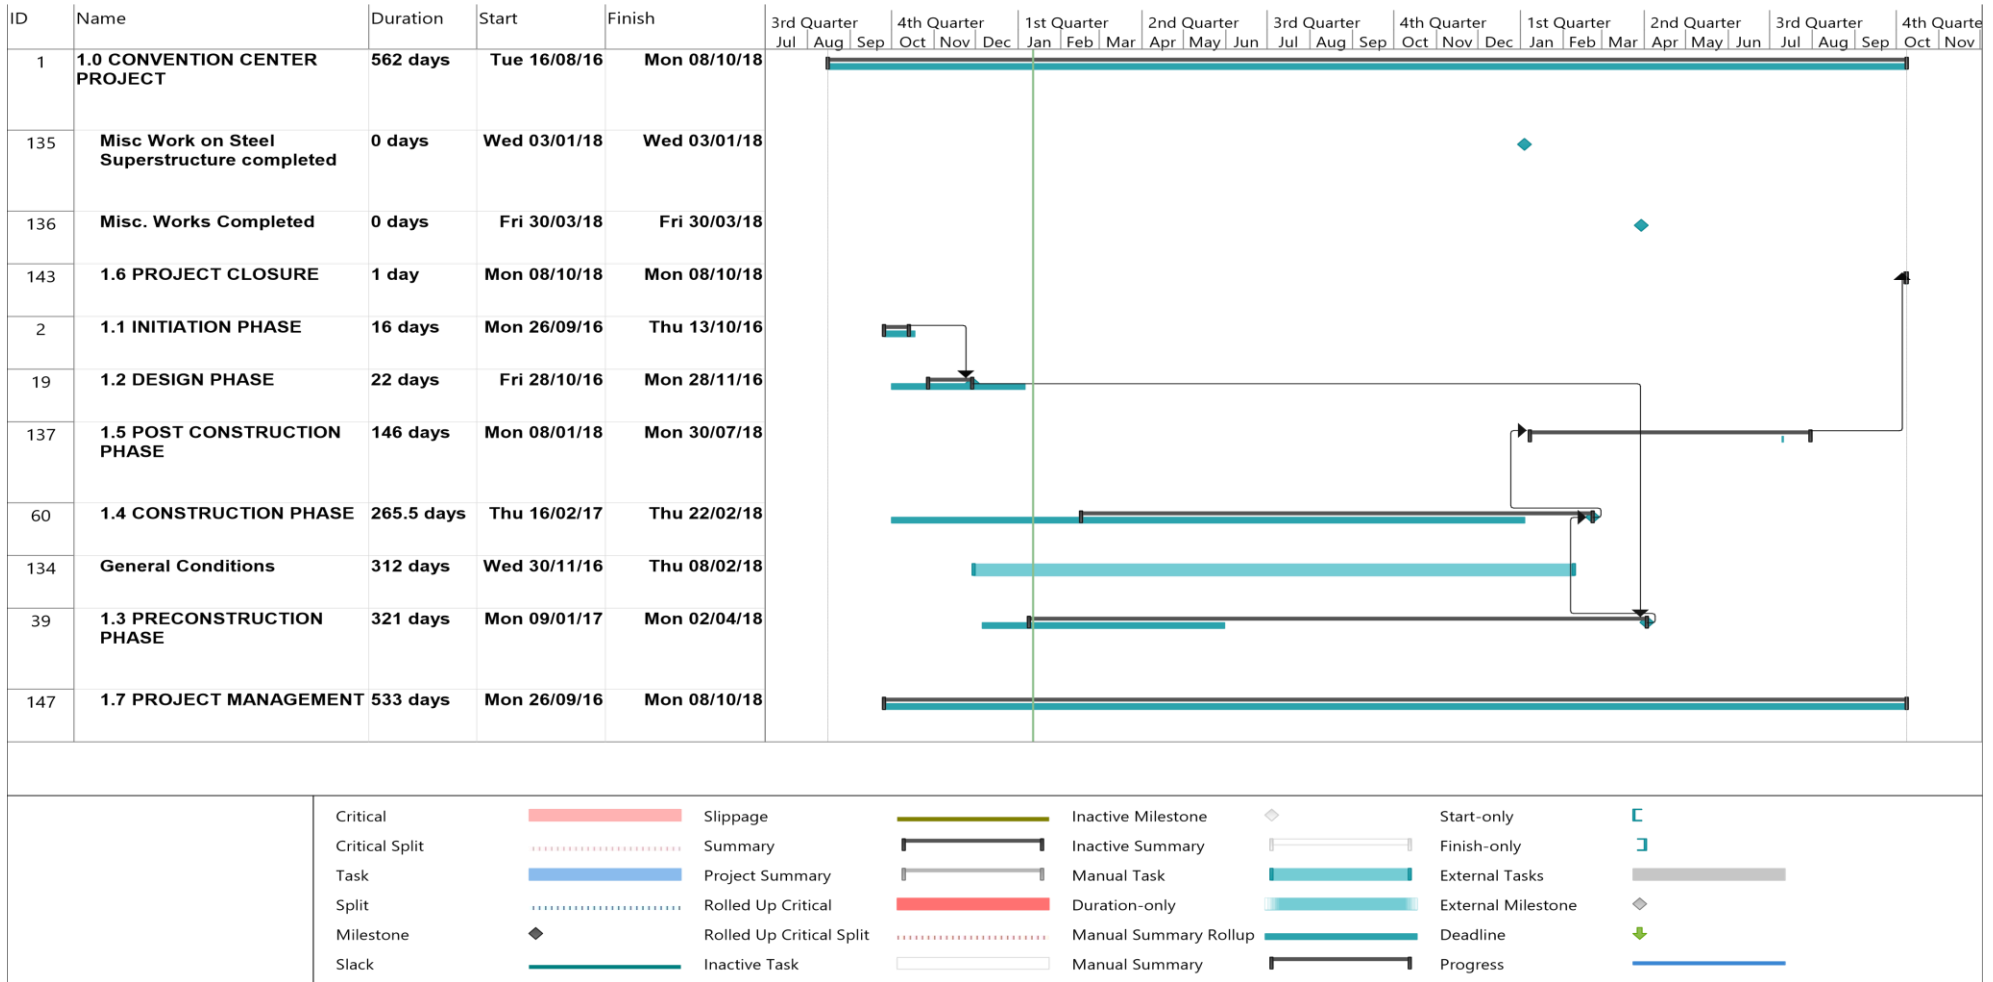 ID Name Duration Start Finish
3rd Quarter 4th Quarter 1st Quarter 2nd Quarter 3rd Quarter 4th Quarter 1st Quarter 2nd Quarter 3rd Quarter 4th Quarte
Jul Aug Sep Oct Nov Dec Jan Feb Mar Apr May Jun Jul Aug Sep Oct Nov Dec Jan Feb Mar Apr May Jun Jul Aug Sep Oct Nov
1 1.0 CONVENTION CENTER 562 days Tue 16/08/16 Mon 08/10/18
PROJECT
135 Misc Work on Steel 0 days Wed 03/01/18 Wed 03/01/18
Superstructure completed
136 Misc. Works Completed 0 days Fri 30/03/18 Fri 30/03/18
143 1.6 PROJECT CLOSURE 1 day Mon 08/10/18 Mon 08/10/18
2 1.1 INITIATION PHASE 16 days Mon 26/09/16 Thu 13/10/16
19 1.2 DESIGN PHASE 22 days Fri 28/10/16 Mon 28/11/16
137 1.5 POST CONSTRUCTION 146 days Mon 08/01/18 Mon 30/07/18
PHASE
60 1.4 CONSTRUCTION PHASE 265.5 days Thu 16/02/17 Thu 22/02/18
134 General Conditions 312 days Wed 30/11/16 Thu 08/02/18
39 1.3 PRECONSTRUCTION 321 days Mon 09/01/17 Mon 02/04/18
PHASE
147 1.7 PROJECT MANAGEMENT 533 days Mon 26/09/16 Mon 08/10/18
Critical Slippage Inactive Milestone Start-only
Critical Split Summary Inactive Summary Finish-only
Task Project Summary Manual Task External Tasks
Split Rolled Up Critical Duration-only External Milestone
Milestone Rolled Up Critical Split Manual Summary Rollup Deadline
Slack Inactive Task Manual Summary Progress